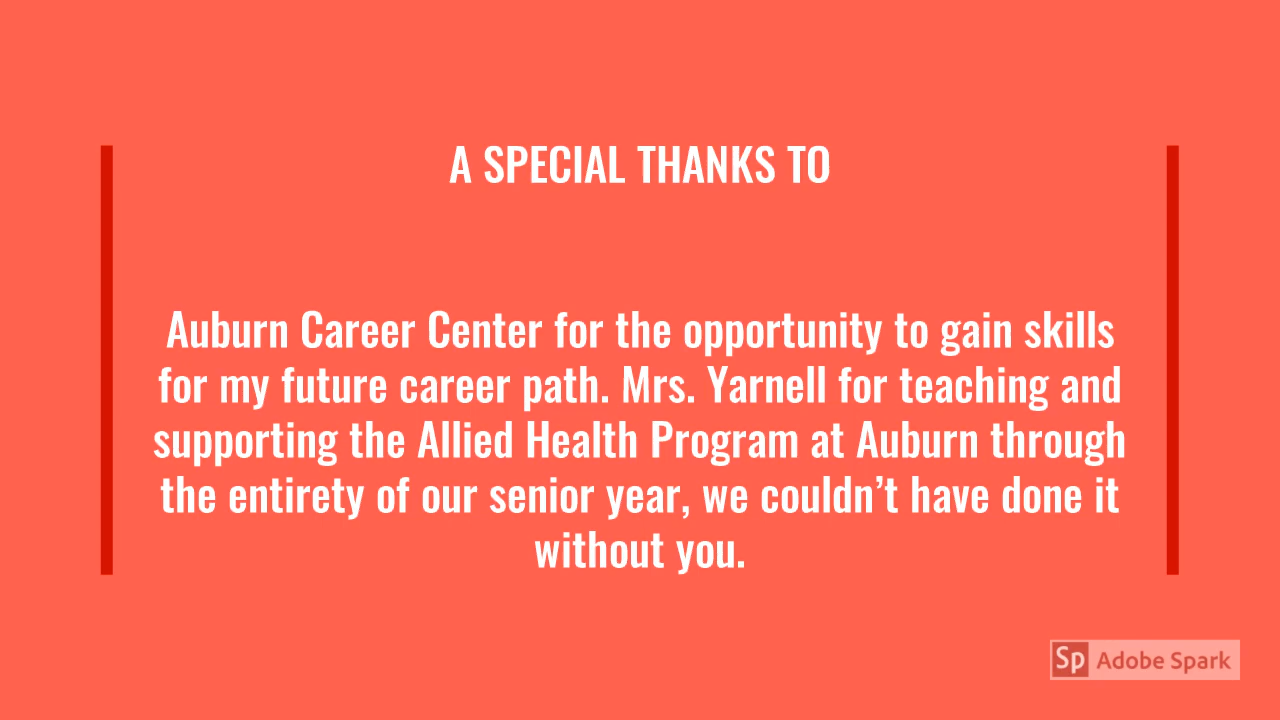 A SPECIAL THANKS TO
Auburn Career Center for the opportunity to gain skills
for my future career path. Mrs. Yarnell for teaching and
supporting the Allied Health Program at Auburn through
the entirety of our senior year, we couldn’t have done it
without you.
Sp Adobe Spark